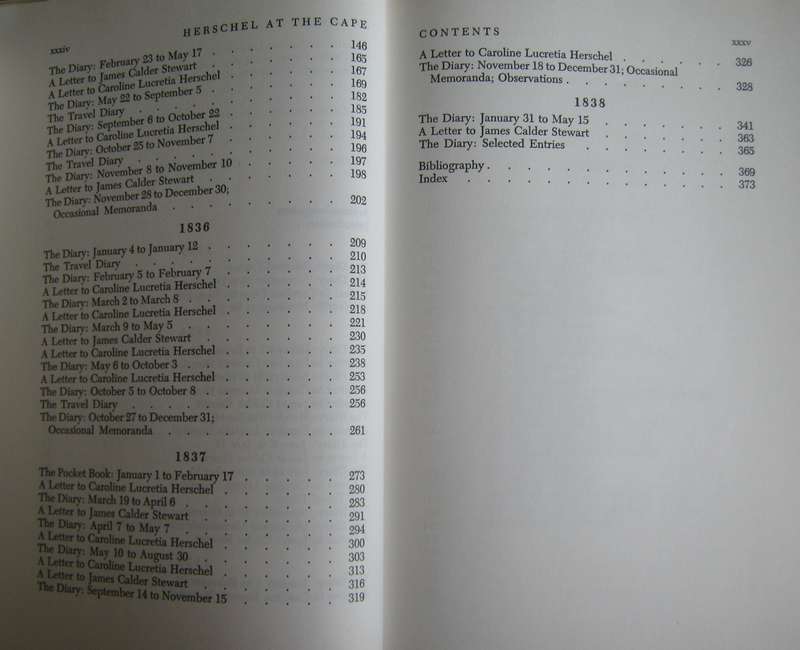 xxxiv HERSCHEL AT THE CAPE
The Diary: February 23 to May 17 . . . . . . . 146
A Letter to James Calder Stewart . . . . . . . 165
A Letter to Caroline Lucretia Herschel . . . . . . 167
The Diary: May 22 to September 5 . . . . . . . 169
The Travel Diary . . . . . . . . . . 182
The Diary: September 6 to October 22 . . . . . . 185
A Letter to Caroline Lucretia Herschel . . . . . . 191
The Diary: October 25 to November 7 . . . . . . 194
The Travel Diary . . . . . . . . . . 196
The Diary: November 8 to November 10 . . . . . . 197
A Letter to James Calder Stewart . . . . . . . 198
The Diary: November 28 to December 30;
Occasional Memoranda . . . . . . . . 202
1836
The Diary: January 4 to January 12 . . . . . . . 209
The Travel Diary . . . . . . . . . . 210
The Diary: February 5 to February 7 . . . . . . 213
A Letter to Caroline Lucretia Herschel . . . . . . 214
The Diary: March 2 to March 8 . . . . . . . . 215
A Letter to Caroline Lucretia Herschel . . . . . . 218
The Diary: March 9 to May 5 . . . . . . . . 221
A Letter to James Calder Stewart . . . . . . . 230
A Letter to Caroline Lucretia Herschel . . . . . . 235
The Diary: May 6 to October 3 . . . . . . . . 238
A Letter to Caroline Lucretia Herschel . . . . . . 253
The Diary: October 5 to October 8 . . . . . . . 256
The Travel Diary . . . . . . . . . . 256
The Diary: October 27 to December 31;
Occasional Memoranda . . . . . . . . 261
1837
The Pocket Book: January 1 to February 17 . . . . . 273
A Letter to Caroline Lucretia Herschel . . . . . . 280
The Diary: March 19 to April 6 . . . . . . . . 283
A Letter to James Calder Stewart . . . . . . . 291
The Diary: April 7 to May 7 . . . . . . . . 294
A Letter to Caroline Lucretia Herschel . . . . . . 300
The Diary: May 10 to August 30 . . . . . . . 303
A Letter to Caroline Lucretia Herschel . . . . . . 313
A Letter to James Calder Stewart . . . . . . . 316
The Diary: September 14 to November 15 . . . . . 319
CONTENTS xxxv
A Letter to Caroline Lucretia Herschel . . . . . . 326
The Diary: November 18 to December 31; Occasional
Memoranda; Observations . . . . . . . . 328
1838
The Diary: January 31 to May 15 . . . . . . . 341
A Letter to James Calder Stewart . . . . . . . 363
The Diary: Selected Entries . . . . . . . . 365
Bibliography . . . . . . . . . . . . 369
Index . . . . . . . . . . . . . 373